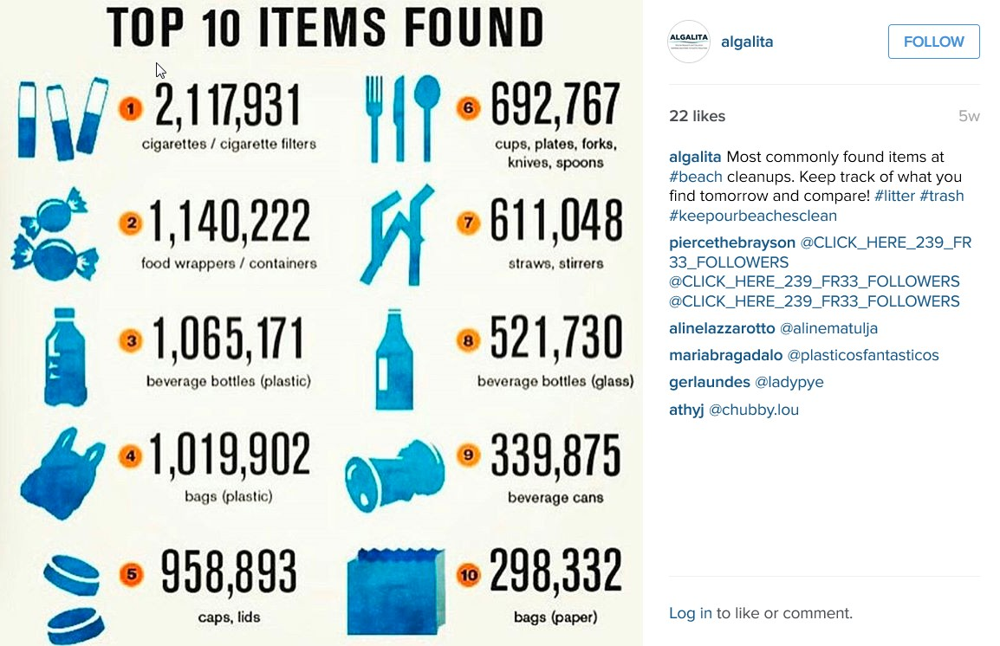 TOP 10 ITEMS FOUND
1 2,117,931
cigarettes / cigarette filters
2 1,140,222
food wrappers / containers
3 1,065,171
beverage bottles (plastic)
4 1,019,902
bags (plastic)
5 958,893
caps, lids
6 692,767
cups, plates, forks,
knives, spoons
7 611,048
straws, stirrers
8 521,730
beverage bottles (glass)
9 339,875
beverage cans
10 298,332
bags (paper)
ALGALITA
algalita
FOLLOW
22 likes 5w
algalita Most commonly found items at
#beach cleanups. Keep track of what you
find tomorrow and compare! #litter #trash
#keepourbeachesclean
piercethebrayson @CLICK_HERE_239_FR
33_FOLLOWERS
@CLICK_HERE_239_FR33_FOLLOWERS
@CLICK_HERE_239_FR33_FOLLOWERS
alinelazzarotto @alinematulja
mariabragadalo @plasticosfantasticos
gerlaundes @ladypye
athyj @chubby.lou
Log in to like or comment.